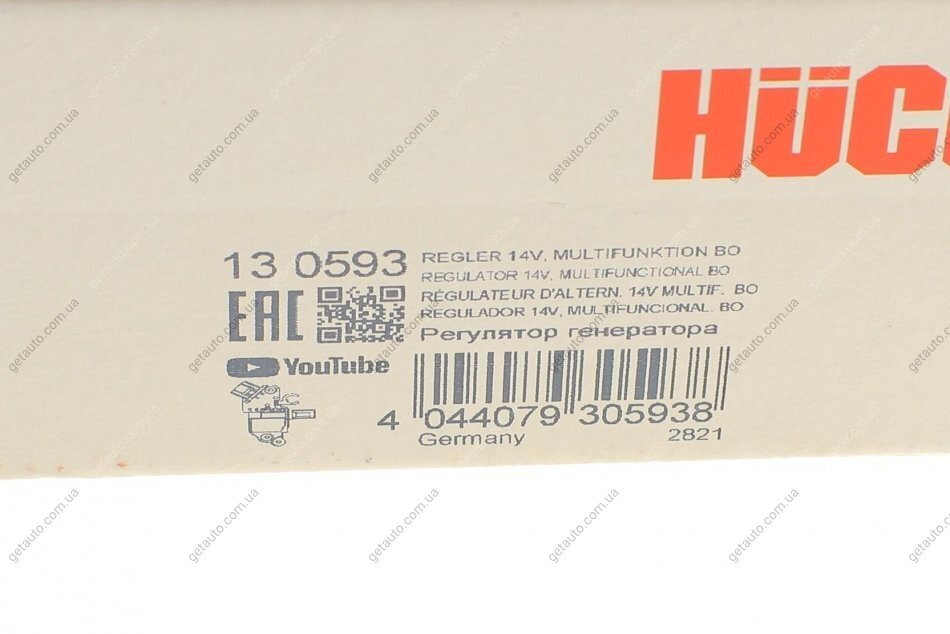 HÜC
13 0593
REGLER 14V, MULTIFUNKTION BO
REGULATOR 14V, MULTIFUNCTIONAL BO
RÉGULATEUR D'ALTERN. 14V MULTIF. BO
REGULADOR 14V, MULTIFUNCIONAL. BO
Регулятор генератора
EAC
YouTube
4 044079 305938
Germany
2821
getauto.com.ua